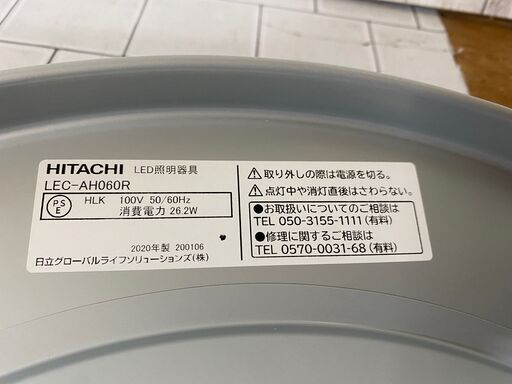 HITACHI LED照明器具
LEC-AH060R
PSE HLK 100V 50/60Hz
消費電力 26.2W
2020年製 200106
日立グローバルライフソリューションズ(株)
取り外しの際は電源を切る。
点灯中や消灯直後はさわらない。
●お取扱いについてのご相談は
TEL 050-3155-1111 (有料)
●修理に関するご相談は
TEL 0570-0031-68 (有料)